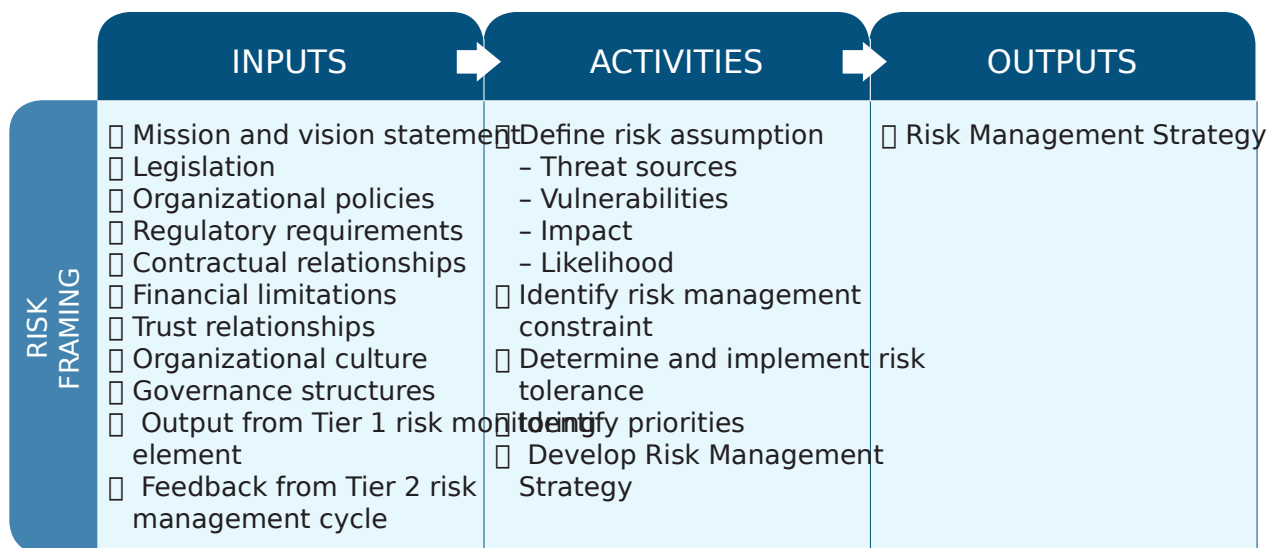 INPUTS
ACTIVITIES
OUTPUTS
RISK
FRAMING
Mission and vision statement
Legislation
Organizational policies
Regulatory requirements
Contractual relationships
Financial limitations
Trust relationships
Organizational culture
Governance structures
Output from Tier 1 risk monitoring
element
Feedback from Tier 2 risk
management cycle
Define risk assumption
– Threat sources
– Vulnerabilities
– Impact
– Likelihood
Identify risk management
constraint
Determine and implement risk
tolerance
Identify priorities
Develop Risk Management
Strategy
Risk Management Strategy